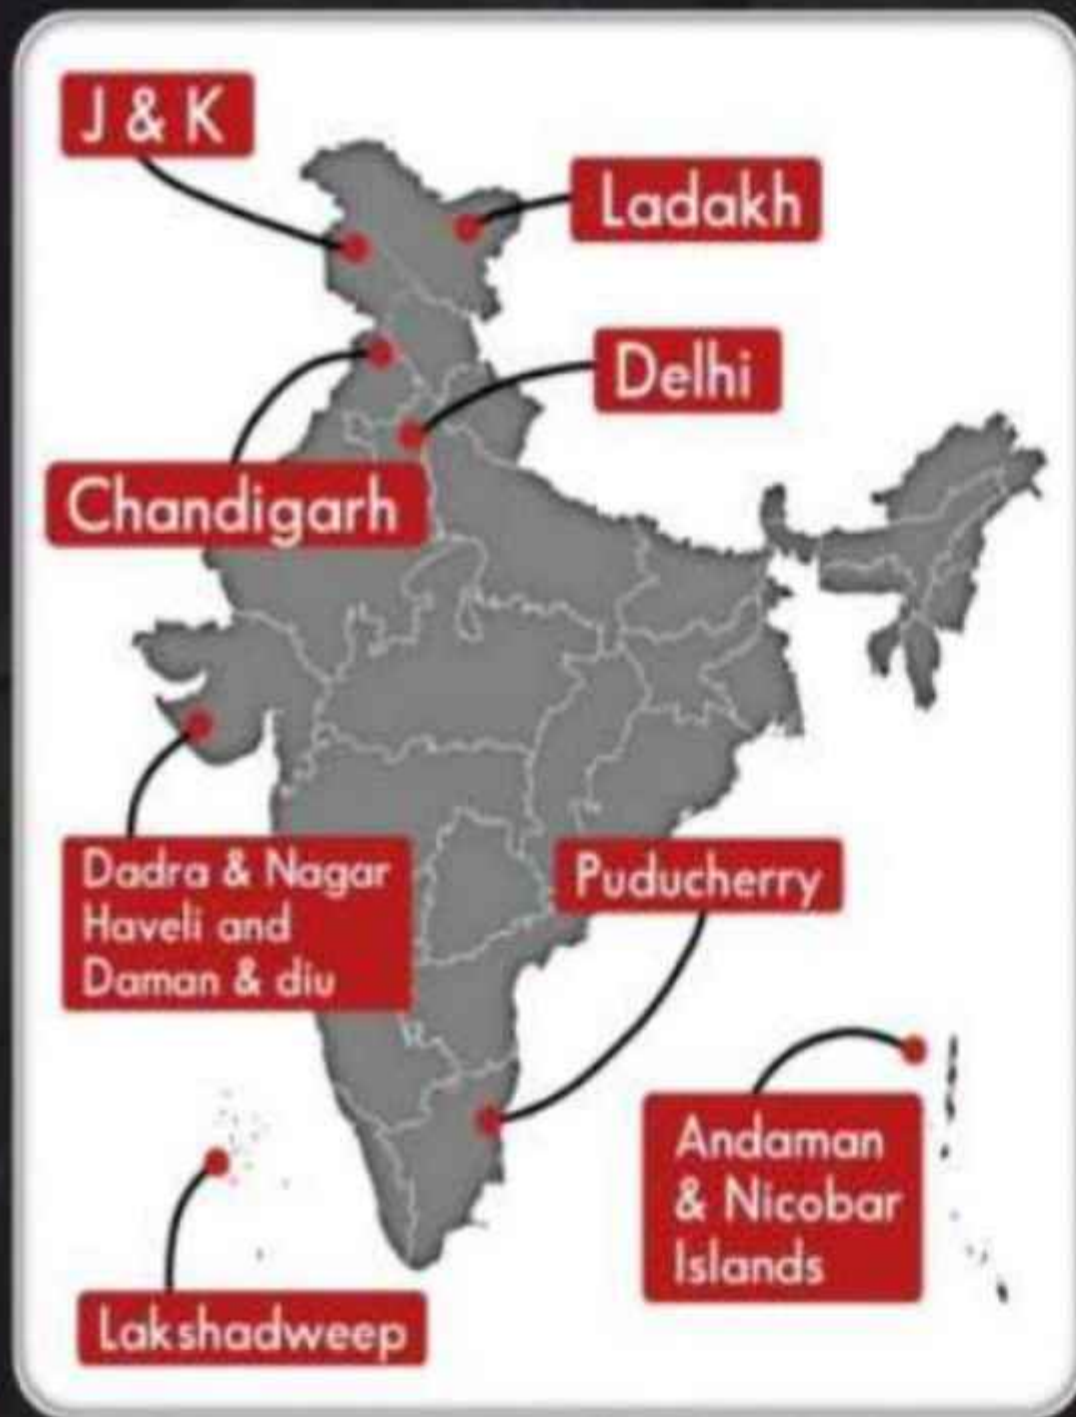 J & K
Ladakh
Delhi
Chandigarh
Dadra & Nagar
Haveli and
Daman & diu
Puducherry
Andaman
& Nicobar
Islands
Lakshadweep